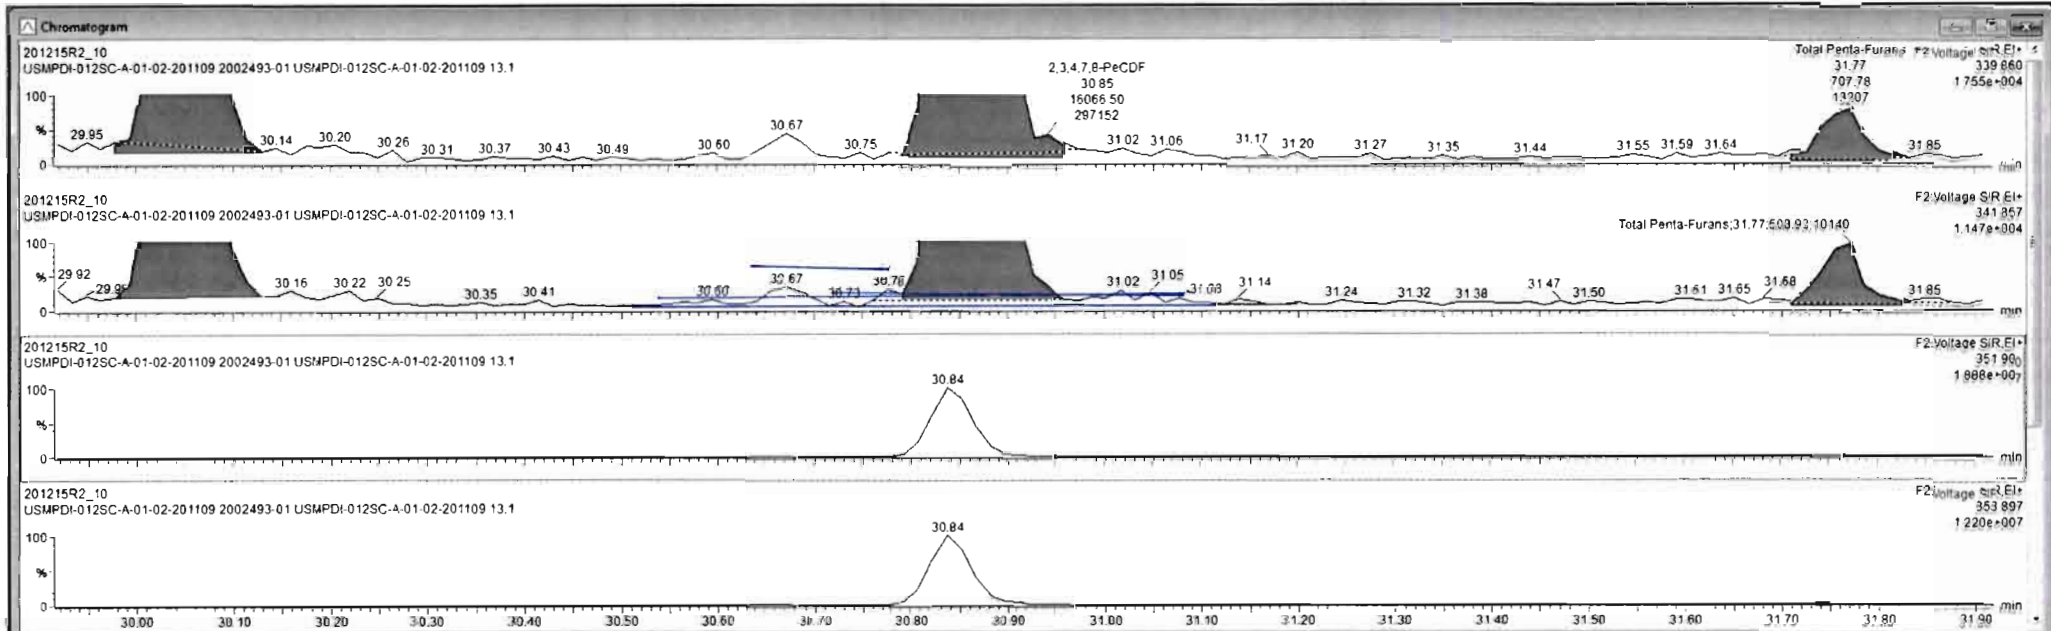 Chromatogram
201215R2_10
USMPDI-012SC-A-01-02-201109 2002493-01 USMPDI-012SC-A-01-02-201109 13.1
Total Penta-Furans F2:Voltage SIR,EI+
31.77 339.860
707.78 1.755e+004
13207
2,3,4,7,8-PeCDF
30.85
16066.50
297152
100
%
0
29.95 30.14 30.20 30.26 30.31 30.37 30.43 30.49 30.60 30.67 30.75 31.02 31.06 31.17 31.20 31.27 31.35 31.44 31.55 31.59 31.64 31.85
min
201215R2_10
USMPDI-012SC-A-01-02-201109 2002493-01 USMPDI-012SC-A-01-02-201109 13.1
F2:Voltage SIR,EI+
341.857
1.147e+004
Total Penta-Furans;31.77;508.93;10140
100
%
0
29.92 30.16 30.22 30.25 30.35 30.41 30.60 30.67 30.73 30.78 31.02 31.05 31.08 31.14 31.24 31.32 31.38 31.47 31.50 31.61 31.65 31.68 31.85
min
201215R2_10
USMPDI-012SC-A-01-02-201109 2002493-01 USMPDI-012SC-A-01-02-201109 13.1
F2:Voltage SIR,EI+
351.900
30.84
100
%
0
min
201215R2_10
USMPDI-012SC-A-01-02-201109 2002493-01 USMPDI-012SC-A-01-02-201109 13.1
F2:Voltage SIR,EI+
353.897
1.220e+007
30.84
100
%
0
min
30.00 30.10 30.20 30.30 30.40 30.50 30.60 30.70 30.80 30.90 31.00 31.10 31.20 31.30 31.40 31.50 31.60 31.70 31.80 31.90